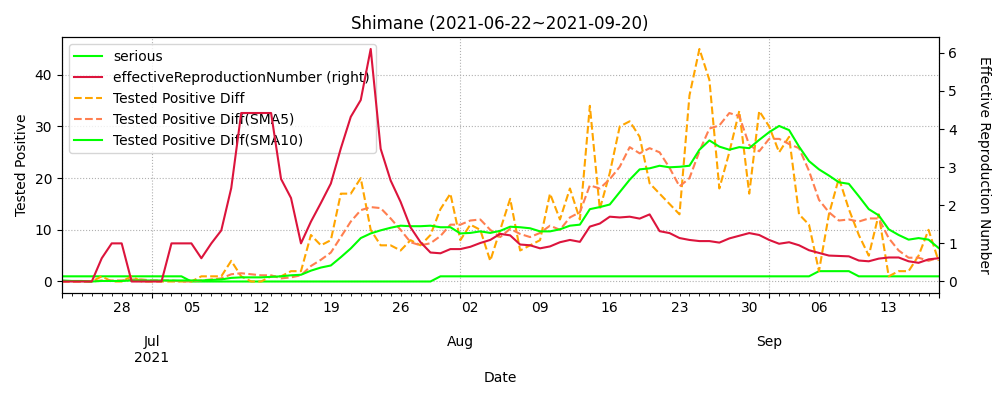 Shimane (2021-06-22~2021-09-20)
serious
effectiveReproductionNumber (right)
Tested Positive Diff
Tested Positive Diff(SMA5)
Tested Positive Diff(SMA10)
Tested Positive
40
30
20
10
0
6
5
4
3
2
1
0
Effective Reproduction Number
28 05 12 19 26 02 09 16 23 30 06 13
Jul Aug Sep
2021
Date